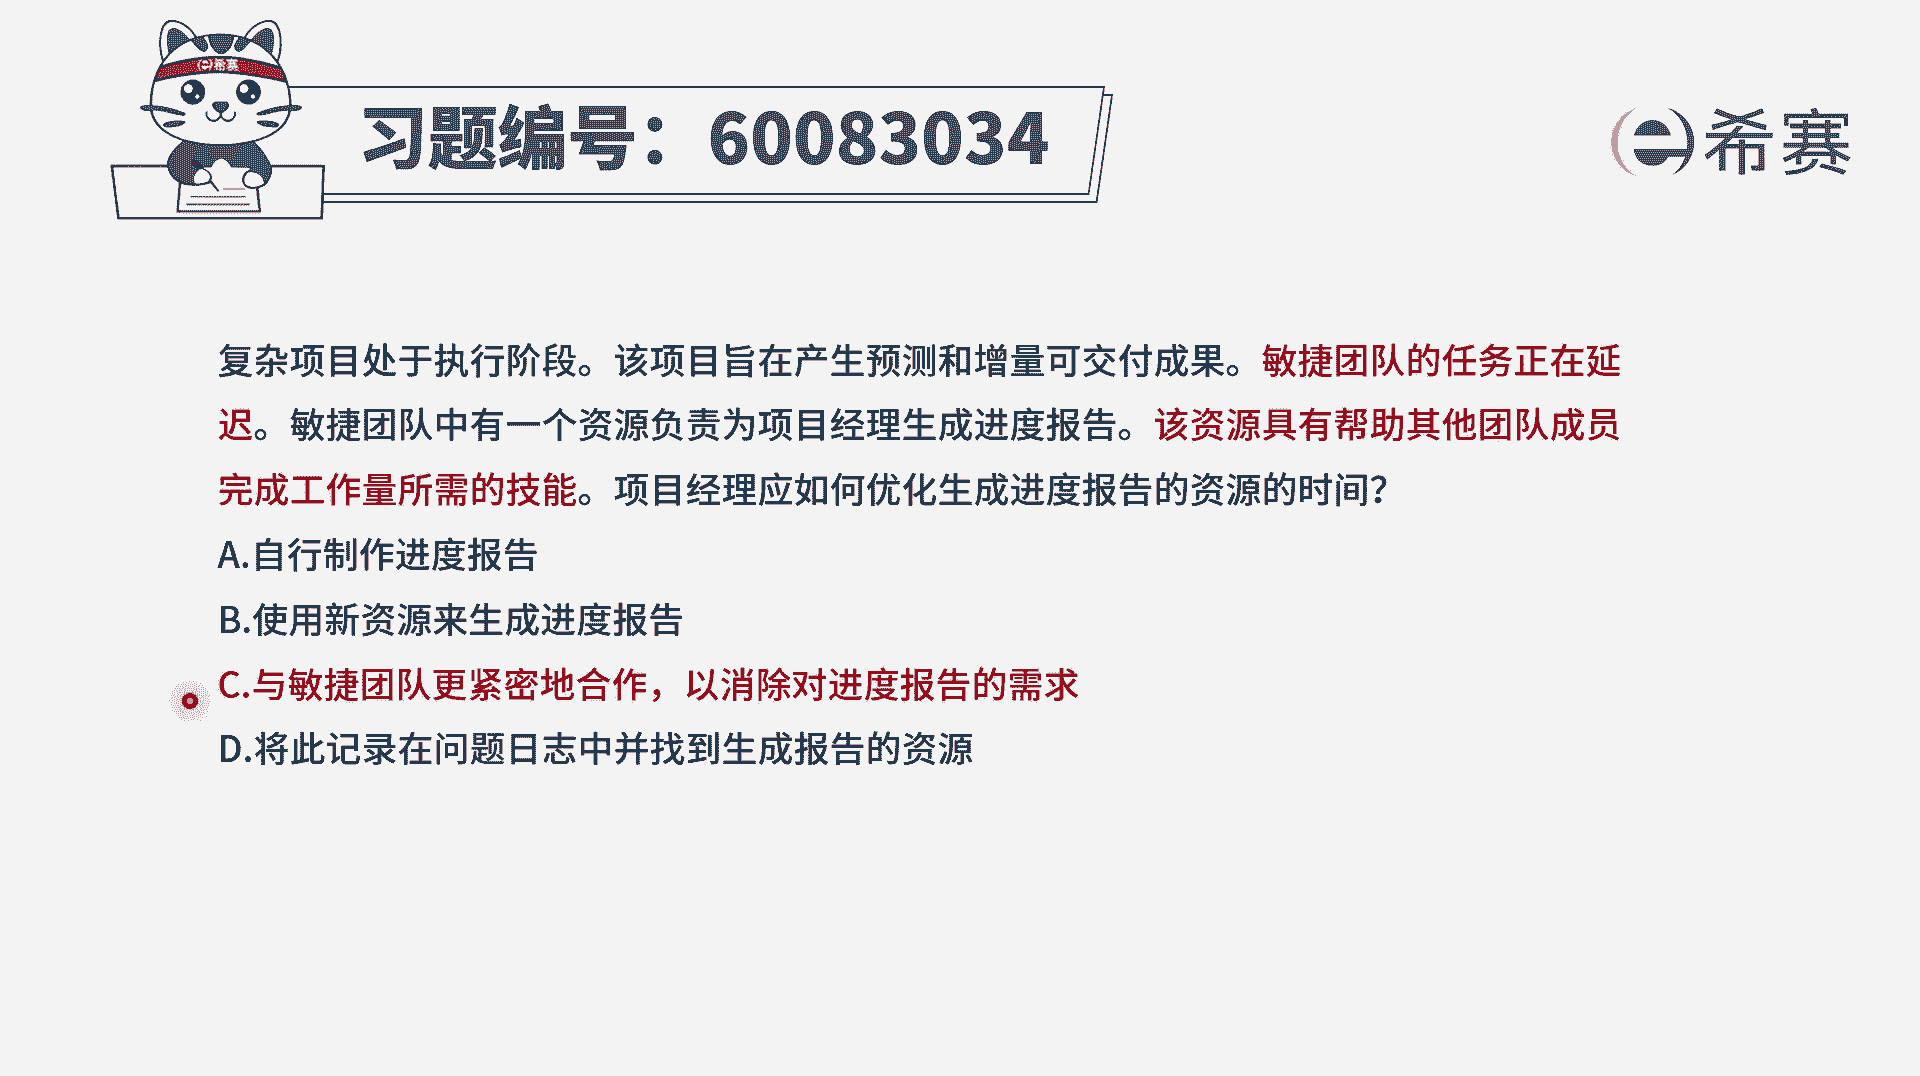 希赛
习题编号：60083034
希赛
复杂项目处于执行阶段。该项目旨在产生预测和增量可交付成果。敏捷团队的任务正在延
迟。敏捷团队中有一个资源负责为项目经理生成进度报告。该资源具有帮助其他团队成员
完成工作量所需的技能。项目经理应如何优化生成进度报告的资源的时间？
A.自行制作进度报告
B.使用新资源来生成进度报告
C.与敏捷团队更紧密地合作，以消除对进度报告的需求
D.将此记录在问题日志中并找到生成报告的资源